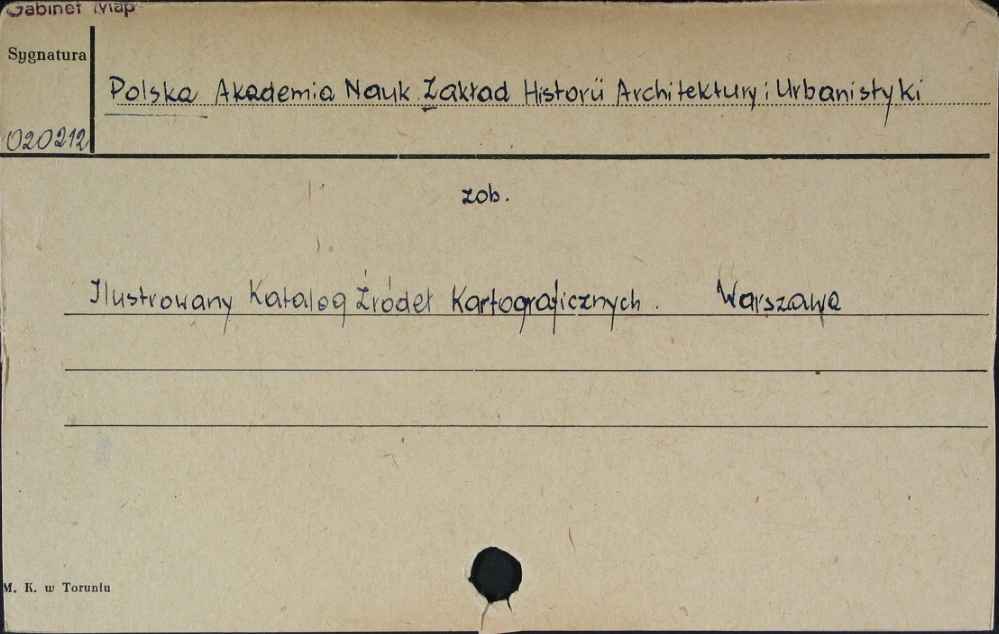 Gabinet Map
Sygnatura
Polska Akademia Nauk. Zakład Historii Architektury i Urbanistyki
020212
zob.
Ilustrowany Katalog Źródeł Kartograficznych. Warszawa
M. K. w Toruniu